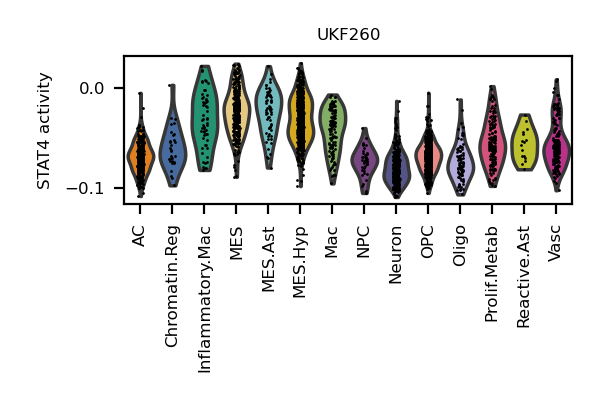 UKF260
STAT4 activity
0.0
−0.1
AC
Chromatin.Reg
Inflammatory.Mac
MES
MES.Ast
MES.Hyp
Mac
NPC
Neuron
OPC
Oligo
Prolif.Metab
Reactive.Ast
Vasc